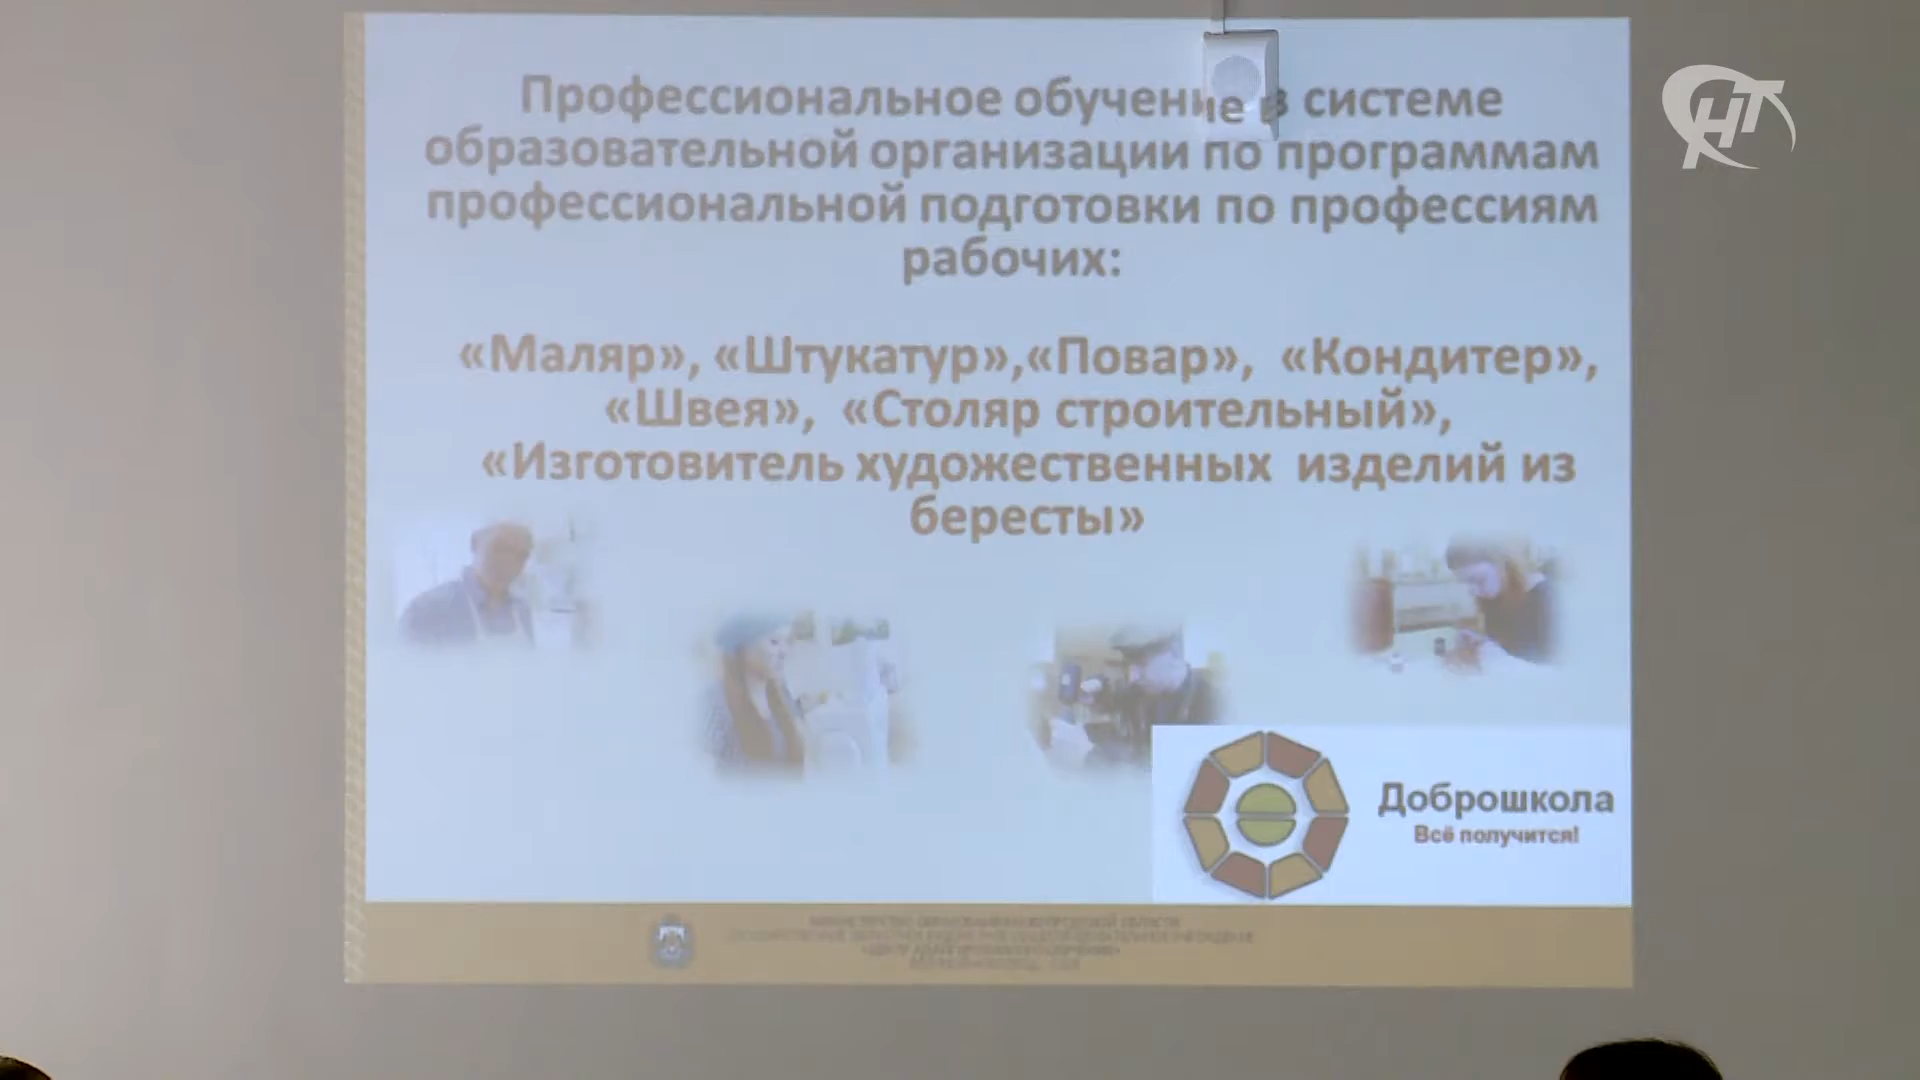 НТ
Профессиональное обучение в системе
образовательной организации по программам
профессиональной подготовки по профессиям
рабочих:
«Маляр», «Штукатур»,«Повар», «Кондитер»,
«Швея», «Столяр строительный»,
«Изготовитель художественных изделий из
бересты»
Доброшкола
Всё получится!